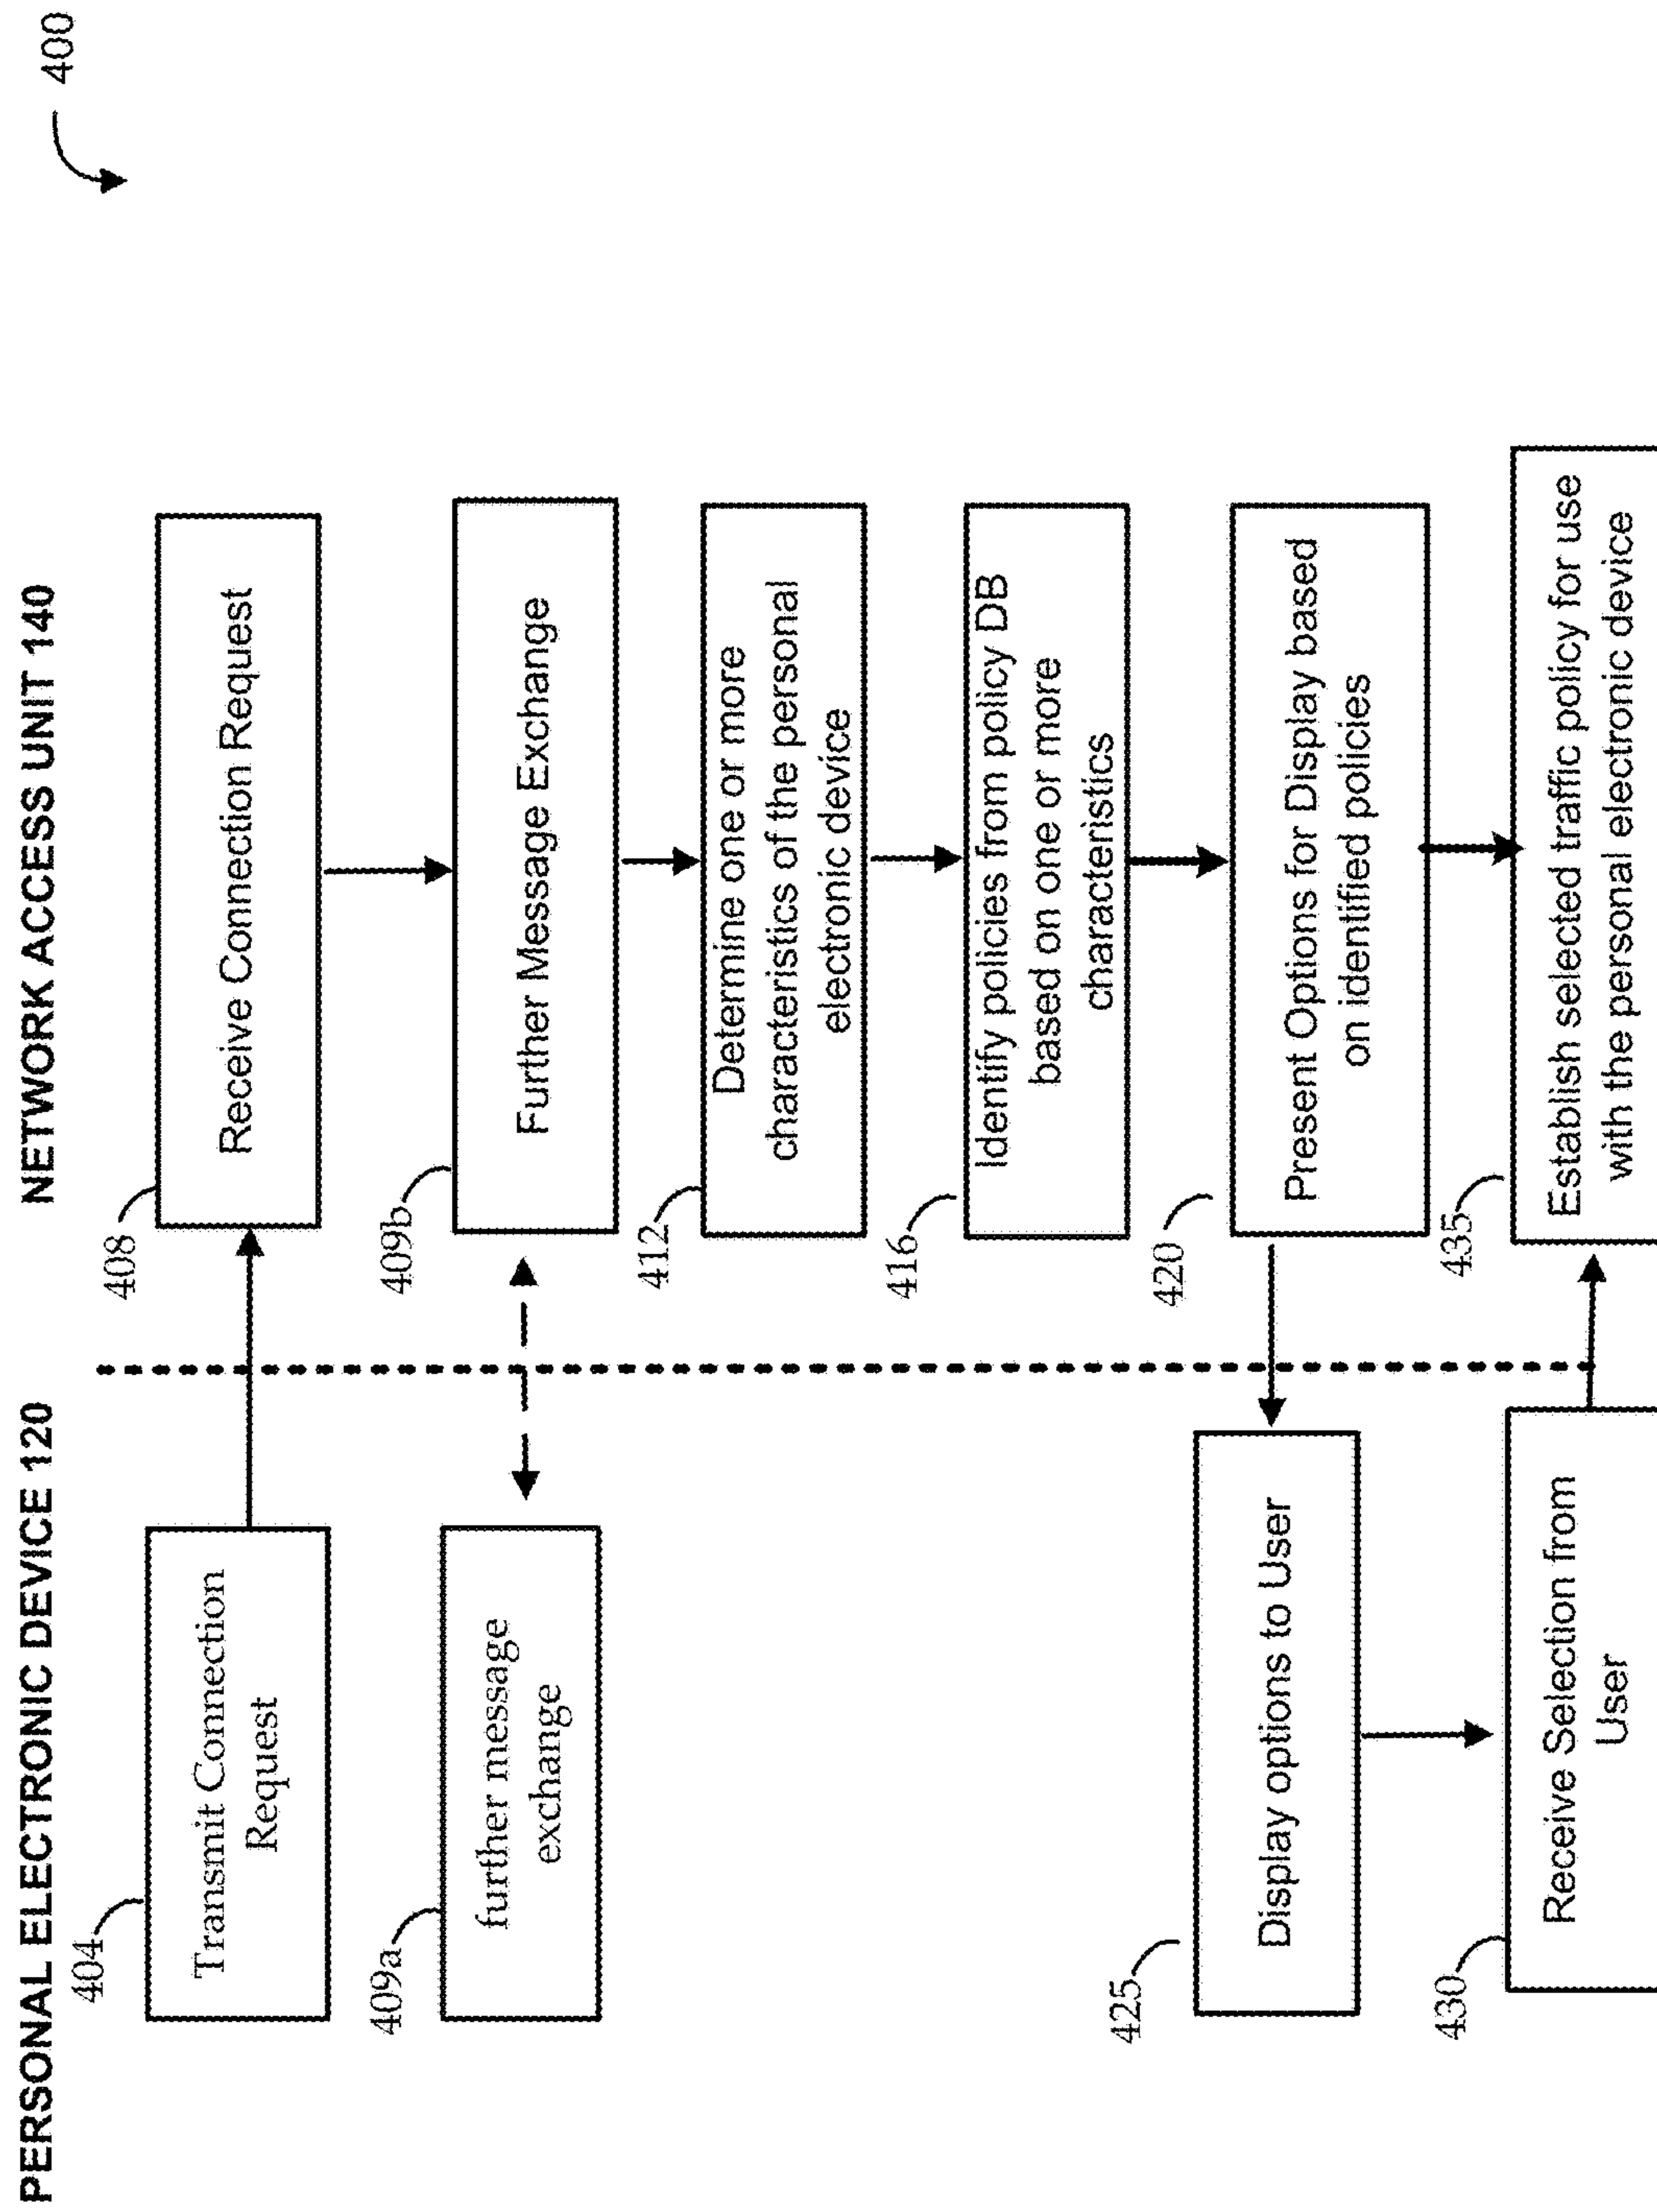 400
PERSONAL ELECTRONIC DEVICE 120
NETWORK ACCESS UNIT 140
404
Transmit Connection
Request
408
Receive Connection Request
409a
further message
exchange
409b
Further Message Exchange
412
Determine one or more
characteristics of the personal
electronic device
416
Identify policies from policy DB
based on one or more
characteristics
420
Present Options for Display based
on identified policies
425
Display options to User
430
Receive Selection from
User
435
Establish selected traffic policy for use
with the personal electronic device